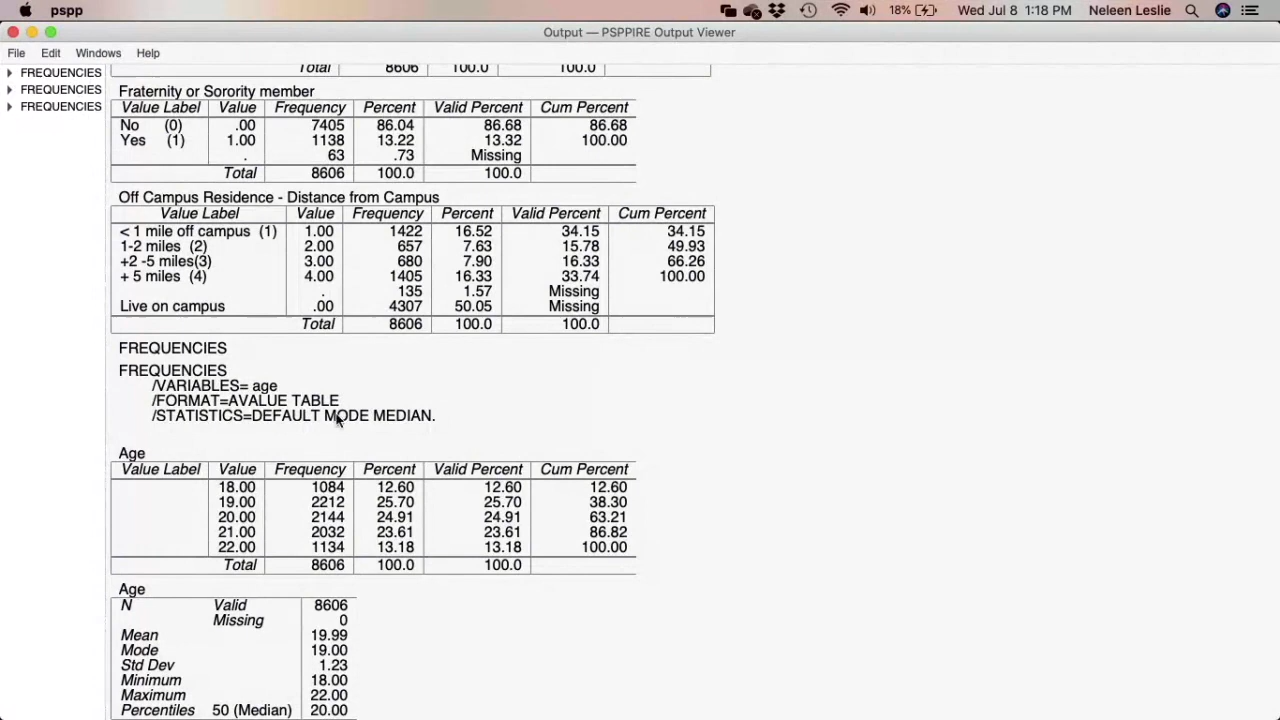 pspp 18% Wed Jul 8 1:18 PM Neleen Leslie
Output — PSPPIRE Output Viewer
File Edit Windows Help
FREQUENCIES
FREQUENCIES
FREQUENCIES
Total 8606 100.0 100.0
Fraternity or Sorority member
Value Label Value Frequency Percent Valid Percent Cum Percent
No (0) .00 7405 86.04 86.68 86.68
Yes (1) 1.00 1138 13.22 13.32 100.00
. 63 .73 Missing
Total 8606 100.0 100.0
Off Campus Residence - Distance from Campus
Value Label Value Frequency Percent Valid Percent Cum Percent
< 1 mile off campus (1) 1.00 1422 16.52 34.15 34.15
1-2 miles (2) 2.00 657 7.63 15.78 49.93
+2 -5 miles(3) 3.00 680 7.90 16.33 66.26
+ 5 miles (4) 4.00 1405 16.33 33.74 100.00
. 135 1.57 Missing
Live on campus .00 4307 50.05 Missing
Total 8606 100.0 100.0
FREQUENCIES
FREQUENCIES
/VARIABLES= age
/FORMAT=AVALUE TABLE
/STATISTICS=DEFAULT MODE MEDIAN.
Age
Value Label Value Frequency Percent Valid Percent Cum Percent
18.00 1084 12.60 12.60 12.60
19.00 2212 25.70 25.70 38.30
20.00 2144 24.91 24.91 63.21
21.00 2032 23.61 23.61 86.82
22.00 1134 13.18 13.18 100.00
Total 8606 100.0 100.0
Age
N Valid 8606
Missing 0
Mean 19.99
Mode 19.00
Std Dev 1.23
Minimum 18.00
Maximum 22.00
Percentiles 50 (Median) 20.00